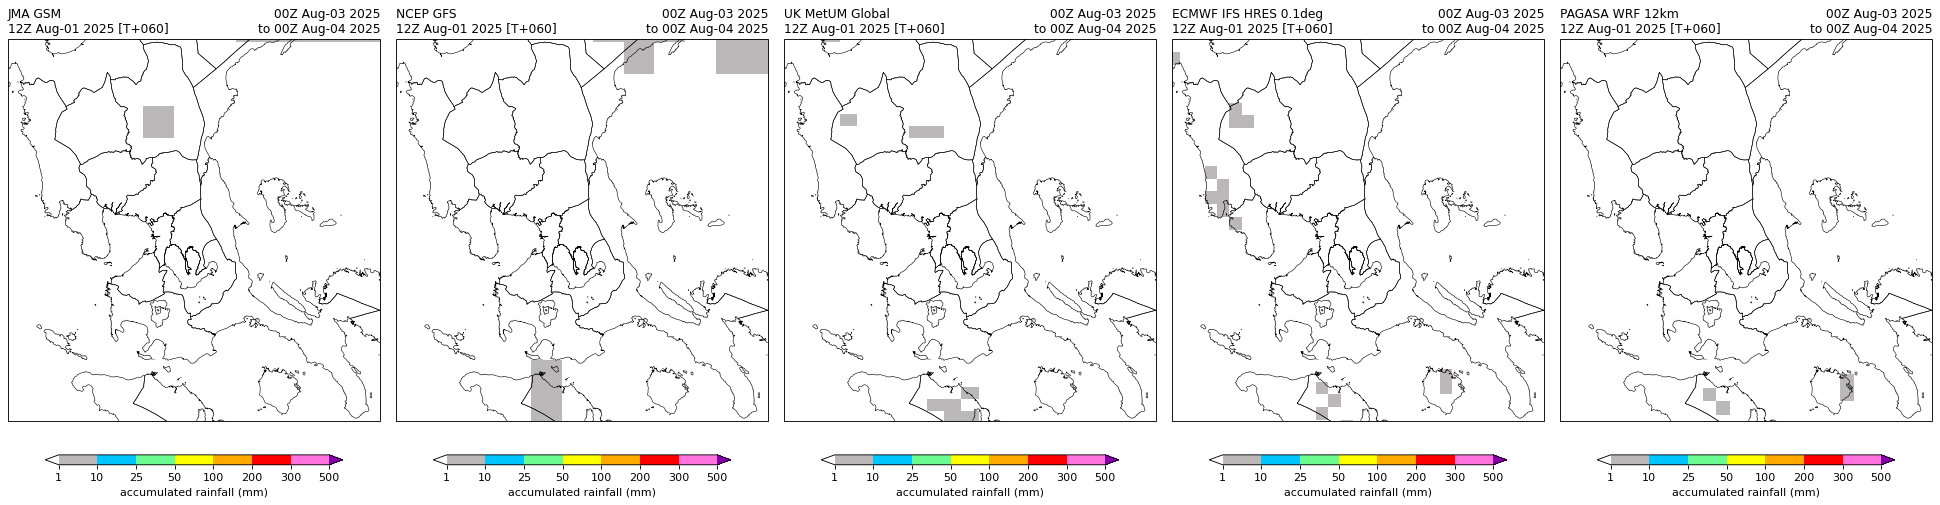 JMA GSM 00Z Aug-03 2025
12Z Aug-01 2025 [T+060] to 00Z Aug-04 2025
1 10 25 50 100 200 300 500
accumulated rainfall (mm)
NCEP GFS 00Z Aug-03 2025
12Z Aug-01 2025 [T+060] to 00Z Aug-04 2025
1 10 25 50 100 200 300 500
accumulated rainfall (mm)
UK MetUM Global 00Z Aug-03 2025
12Z Aug-01 2025 [T+060] to 00Z Aug-04 2025
1 10 25 50 100 200 300 500
accumulated rainfall (mm)
ECMWF IFS HRES 0.1deg 00Z Aug-03 2025
12Z Aug-01 2025 [T+060] to 00Z Aug-04 2025
1 10 25 50 100 200 300 500
accumulated rainfall (mm)
PAGASA WRF 12km 00Z Aug-03 2025
12Z Aug-01 2025 [T+060] to 00Z Aug-04 2025
1 10 25 50 100 200 300 500
accumulated rainfall (mm)